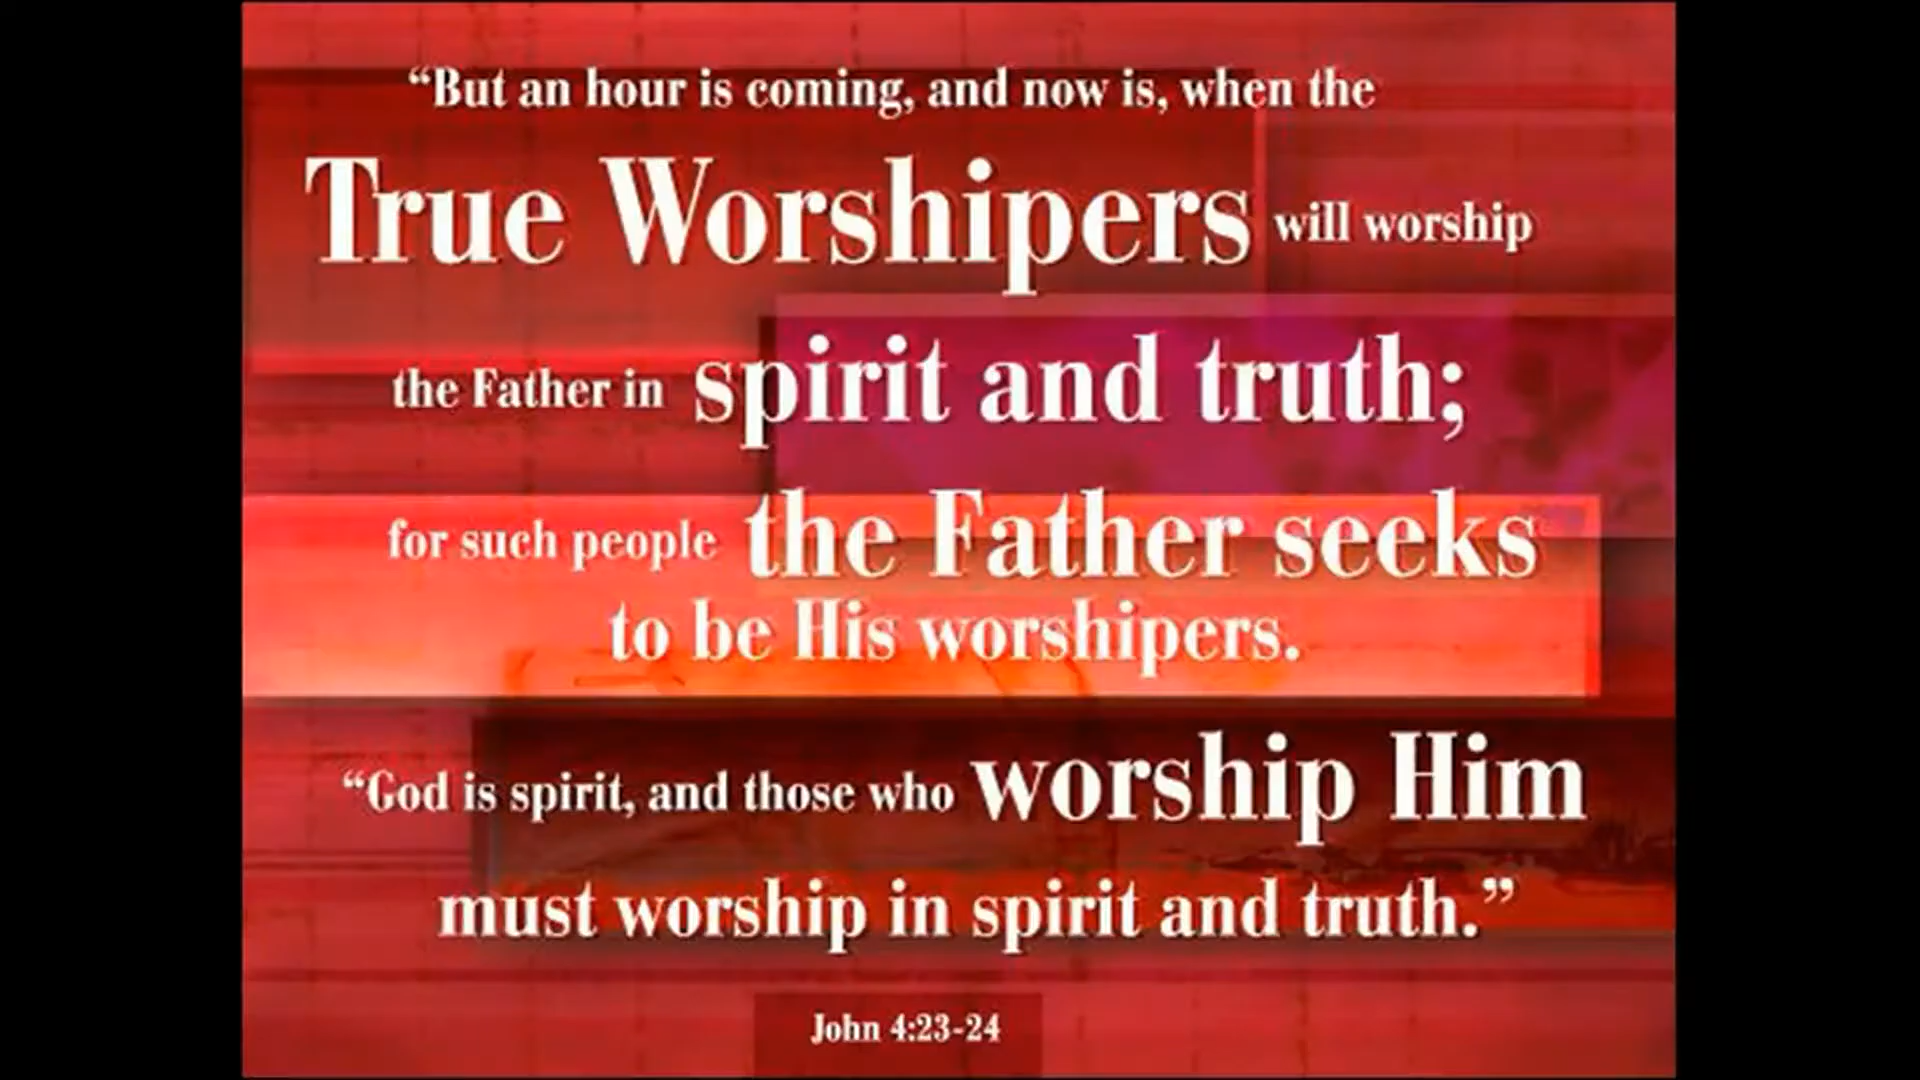 “But an hour is coming, and now is, when the
True Worshipers will worship
the Father in spirit and truth;
for such people the Father seeks
to be His worshipers.
“God is spirit, and those who worship Him
must worship in spirit and truth.”
John 4:23-24